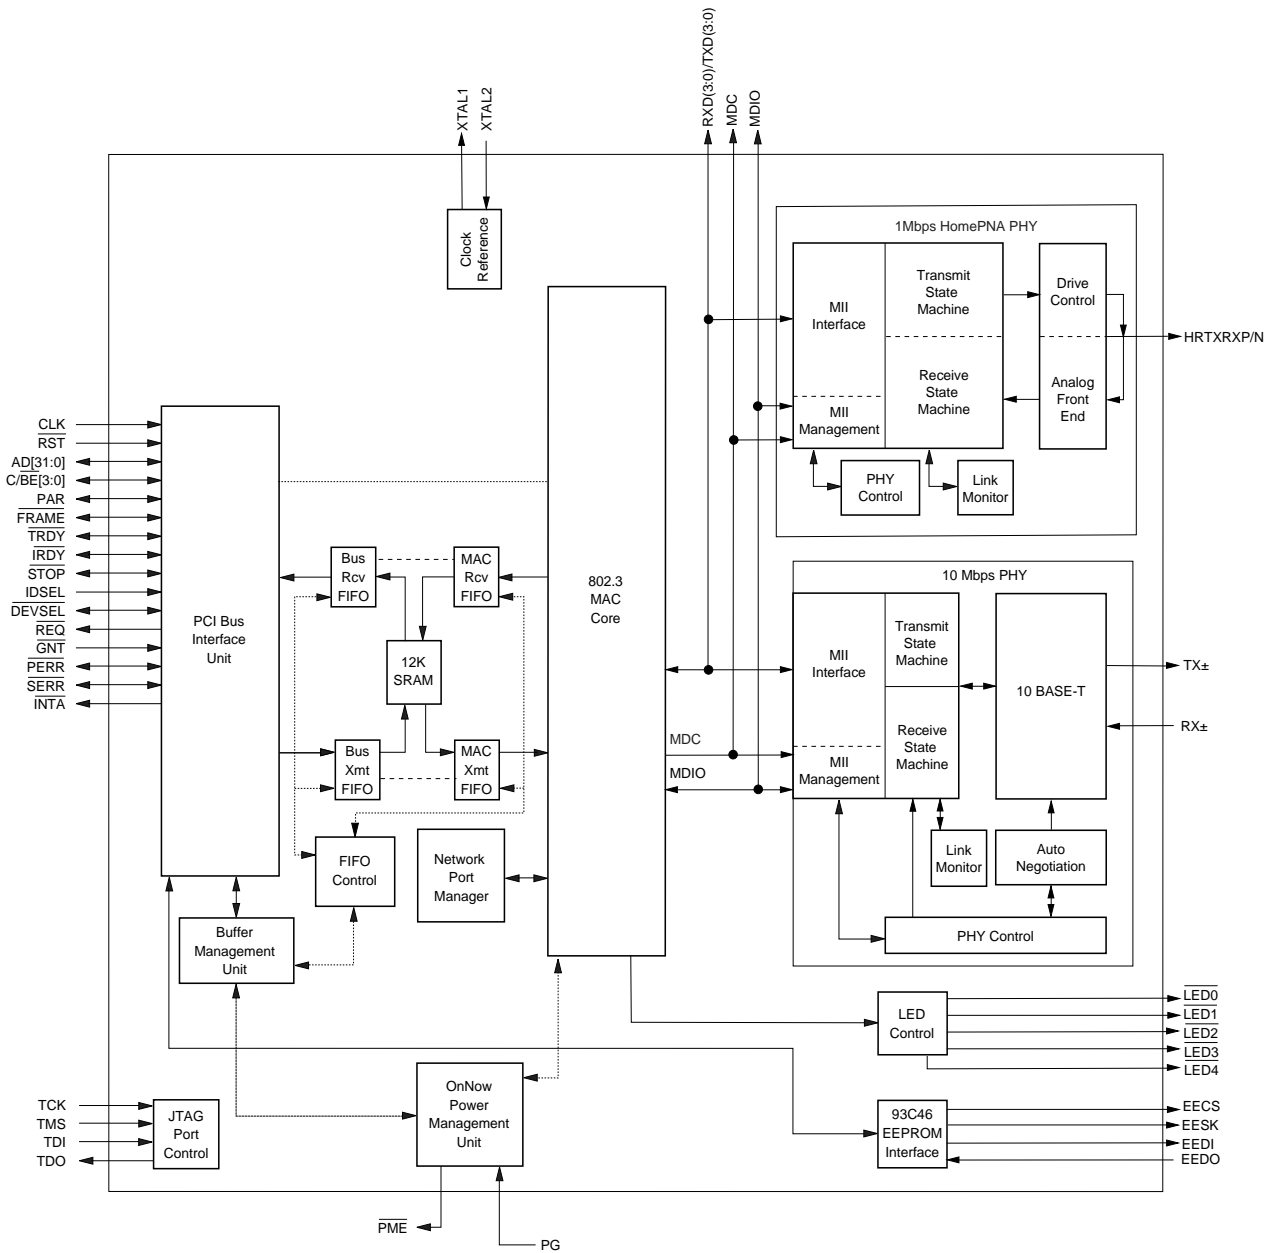 RXD(3:0)/TXD(3:0)
MDC
MDIO
XTAL1
XTAL2
Clock
Reference
1Mbps HomePNA PHY
MII
Interface
Transmit
State
Machine
Drive
Control
HRTXRXP/N
Receive
State
Machine
Analog
Front
End
MII
Management
PHY
Control
Link
Monitor
CLK
RST
AD[31:0]
C/BE[3:0]
PAR
FRAME
TRDY
IRDY
STOP
IDSEL
DEVSEL
REQ
GNT
PERR
SERR
INTA
PCI Bus
Interface
Unit
Bus
Rcv
FIFO
MAC
Rcv
FIFO
12K
SRAM
Bus
Xmt
FIFO
MAC
Xmt
FIFO
802.3
MAC
Core
FIFO
Control
Network
Port
Manager
Buffer
Management
Unit
MDC
MDIO
10 Mbps PHY
MII
Interface
Transmit
State
Machine
10 BASE-T
TX±
RX±
MII
Management
Receive
State
Machine
Link
Monitor
Auto
Negotiation
PHY Control
LED
Control
LED0
LED1
LED2
LED3
LED4
OnNow
Power
Management
Unit
93C46
EEPROM
Interface
EECS
EESK
EEDI
EEDO
TCK
TMS
TDI
TDO
JTAG
Port
Control
PME
PG